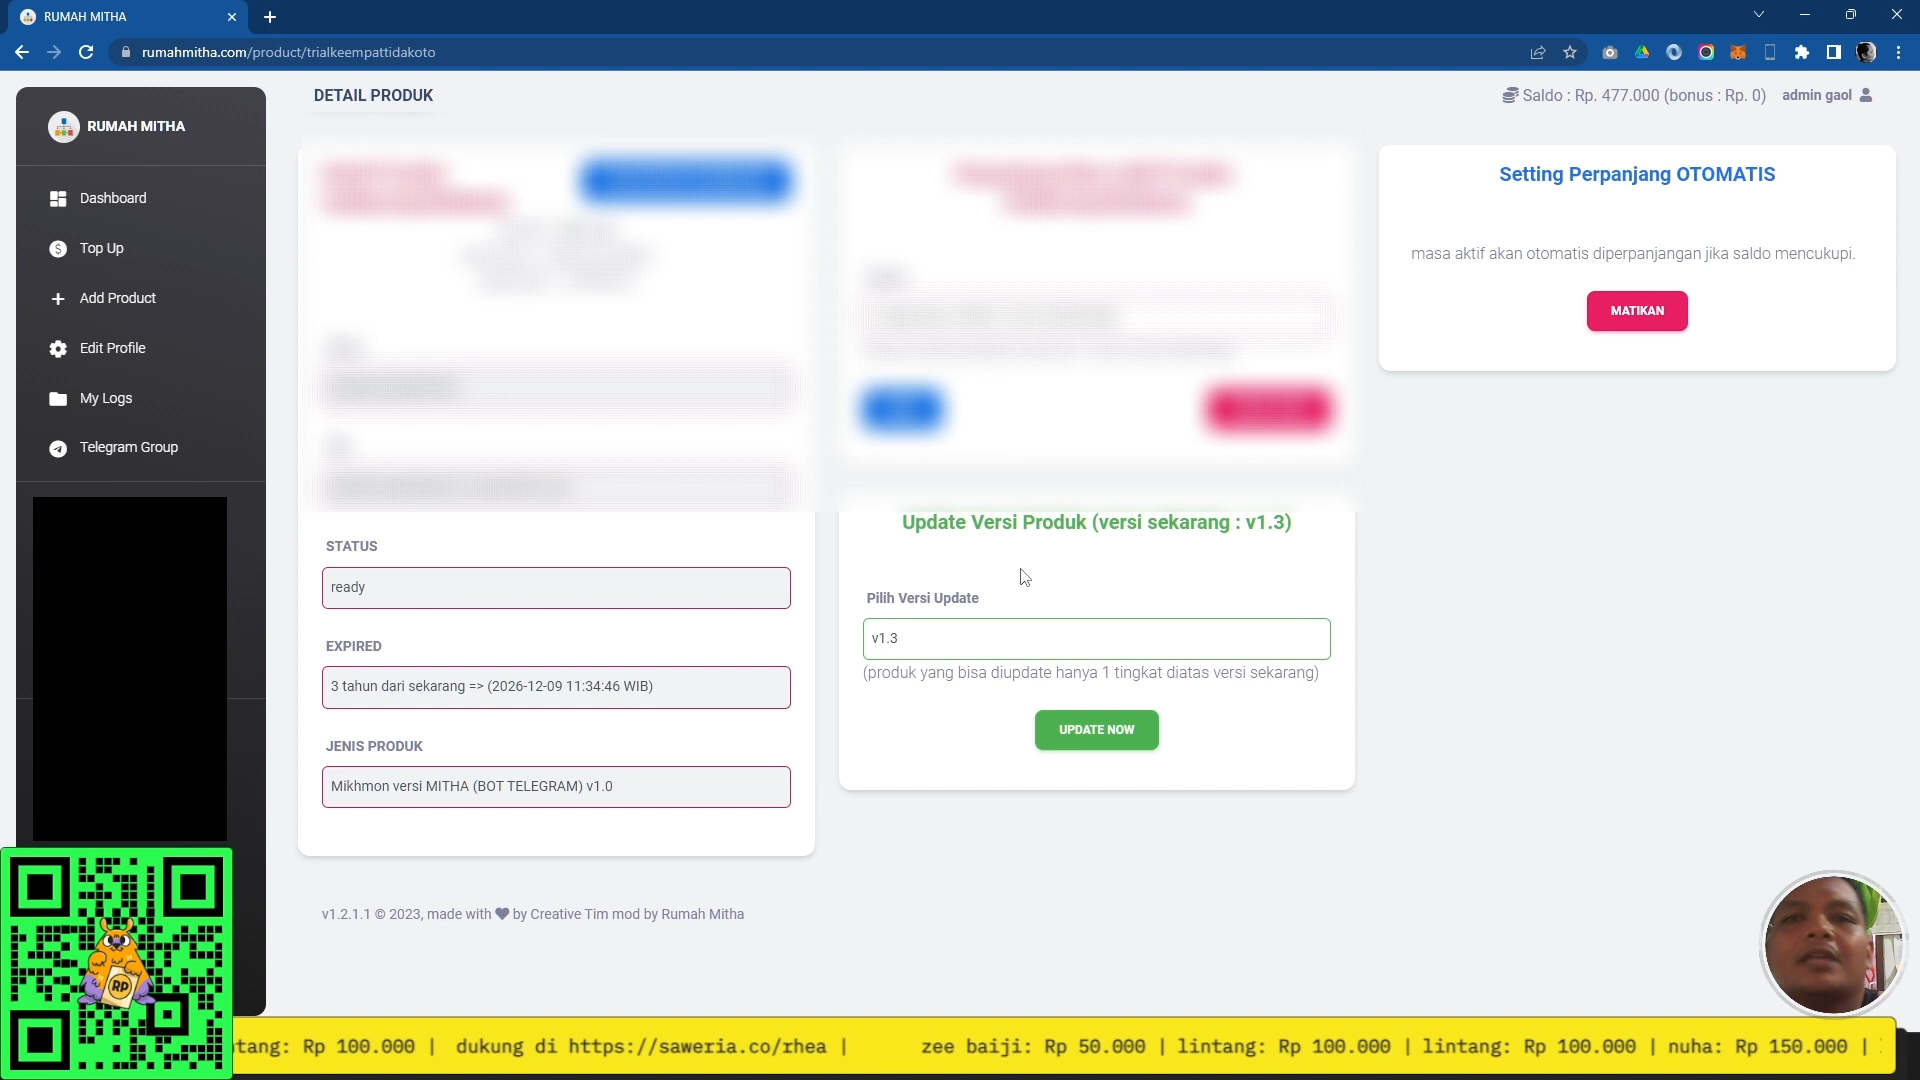 RUMAH MITHA
rumahmitha.com/product/trialkeempattidakoto
RUMAH MITHA
Dashboard
Top Up
Add Product
Edit Profile
My Logs
Telegram Group
DETAIL PRODUK
Saldo : Rp. 477.000 (bonus : Rp. 0)
admin gaol
STATUS
ready
EXPIRED
3 tahun dari sekarang => (2026-12-09 11:34:46 WIB)
JENIS PRODUK
Mikhmon versi MITHA (BOT TELEGRAM) v1.0
Update Versi Produk (versi sekarang : v1.3)
Pilih Versi Update
v1.3
(produk yang bisa diupdate hanya 1 tingkat diatas versi sekarang)
UPDATE NOW
Setting Perpanjang OTOMATIS
masa aktif akan otomatis diperpanjangan jika saldo mencukupi.
MATIKAN
v1.2.1.1 © 2023, made with ♥ by Creative Tim mod by Rumah Mitha
RP
ntang: Rp 100.000 | dukung di https://saweria.co/rhea | zee baiji: Rp 50.000 | lintang: Rp 100.000 | lintang: Rp 100.000 | nuha: Rp 150.000 |